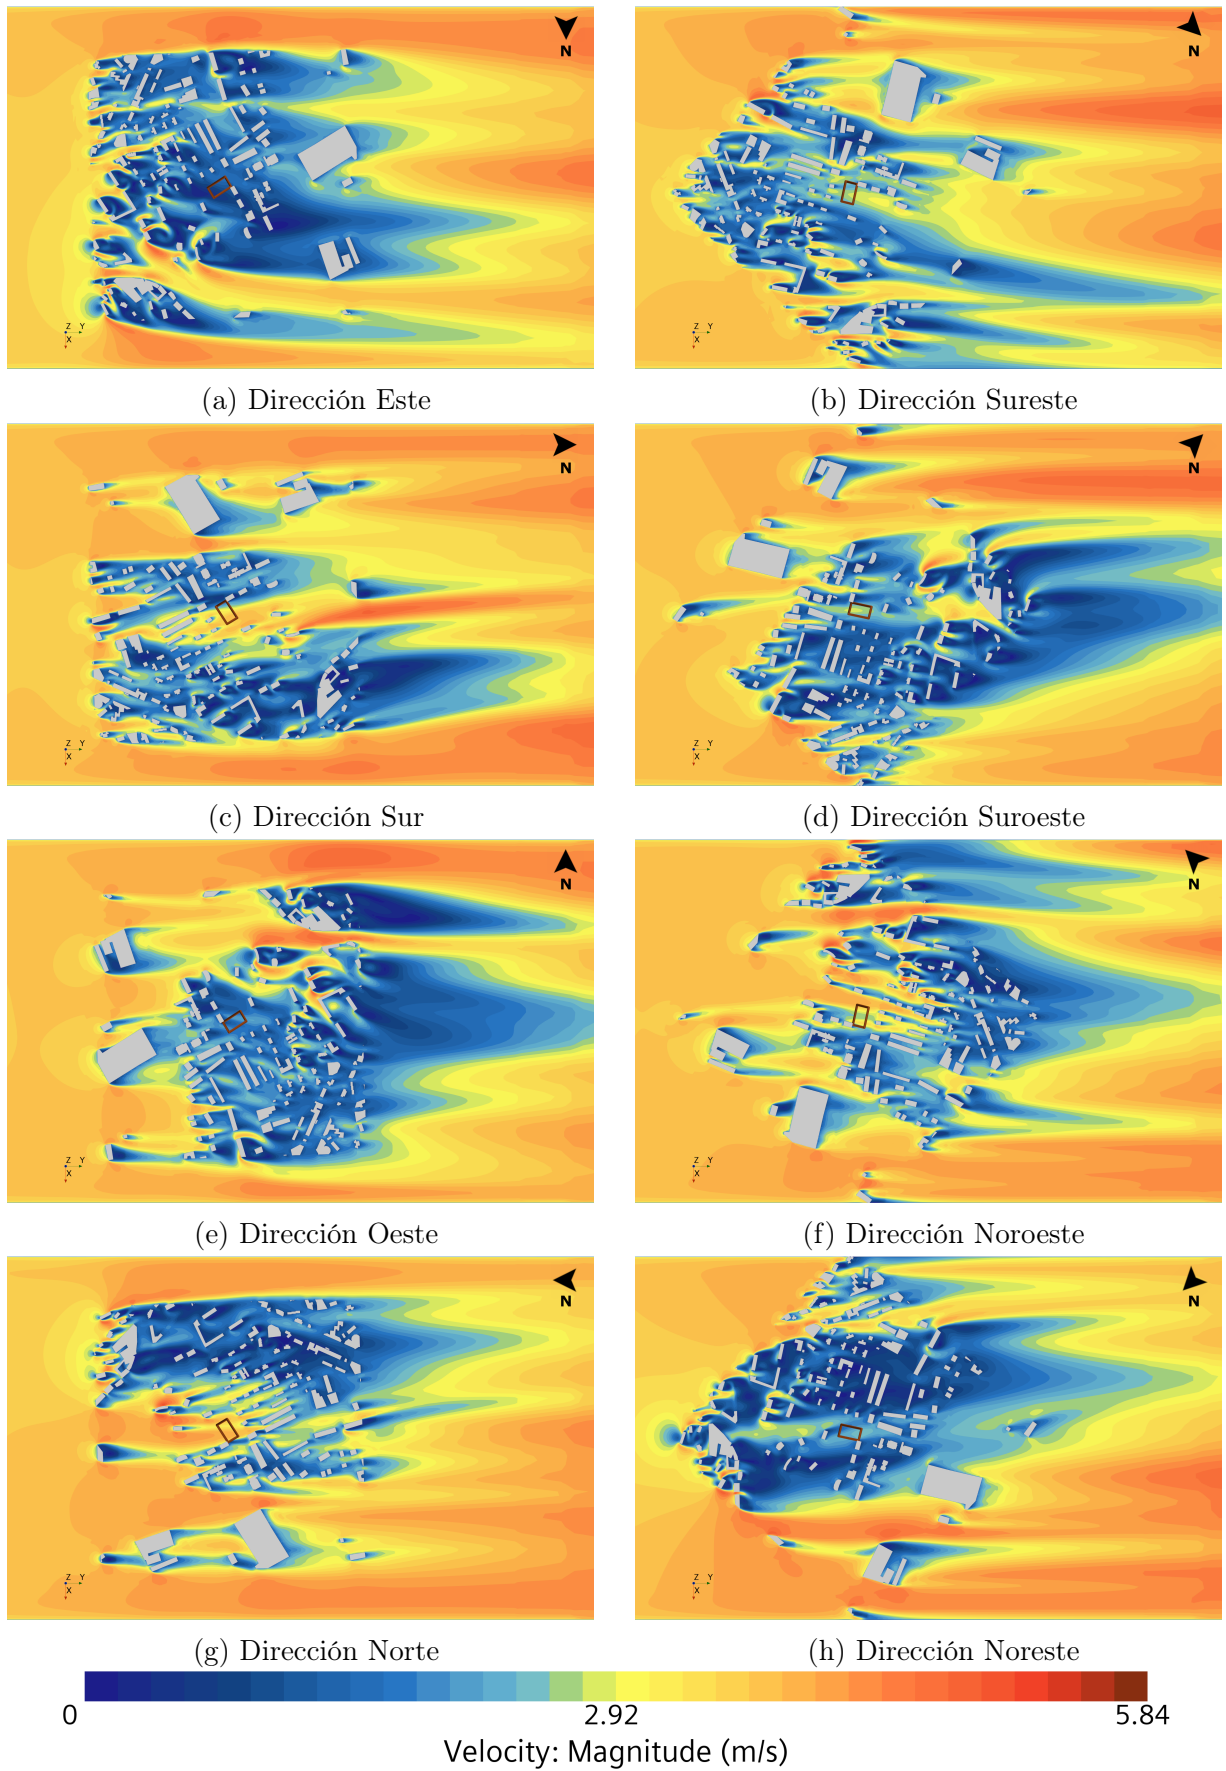 N
N
Z Y
X
Z Y
X
(a) Dirección Este
(b) Dirección Sureste
N
N
Z Y
X
Z Y
X
(c) Dirección Sur
(d) Dirección Suroeste
N
N
Z Y
X
Z Y
X
(e) Dirección Oeste
(f) Dirección Noroeste
N
N
Z Y
X
Z Y
X
(g) Dirección Norte
(h) Dirección Noreste
0 2.92 5.84
Velocity: Magnitude (m/s)